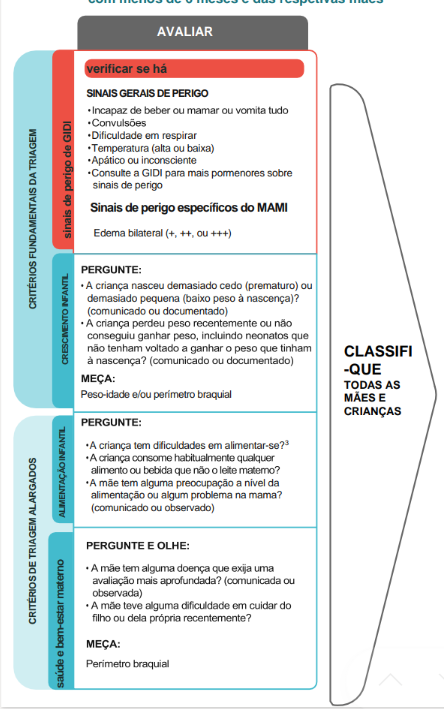 com menos de 6 meses e das respetivas mães
AVALIAR
CRITÉRIOS FUNDAMENTAIS DA TRIAGEM
sinais de perigo de GIDI
verificar se há
SINAIS GERAIS DE PERIGO
•Incapaz de beber ou mamar ou vomita tudo
•Convulsões
•Dificuldade em respirar
•Temperatura (alta ou baixa)
•Apático ou inconsciente
•Consulte a GIDI para mais pormenores sobre
sinais de perigo
Sinais de perigo específicos do MAMI
Edema bilateral (+, ++, ou +++)
CRESCIMENTO INFANTIL
PERGUNTE:
•A criança nasceu demasiado cedo (prematuro) ou
demasiado pequena (baixo peso à nascença)?
(comunicado ou documentado)
•A criança perdeu peso recentemente ou não
conseguiu ganhar peso, incluindo neonatos que
não tenham voltado a ganhar o peso que tinham
à nascença? (comunicado ou documentado)
MEÇA:
Peso-idade e/ou perímetro braquial
CRITÉRIOS DE TRIAGEM ALARGADOS
ALIMENTAÇÃO INFANTIL
PERGUNTE:
•A criança tem dificuldades em alimentar-se?³
•A criança consome habitualmente qualquer
alimento ou bebida que não o leite materno?
•A mãe tem alguma preocupação a nível da
alimentação ou algum problema na mama?
(comunicado ou observado)
saúde e bem-estar materno
PERGUNTE E OLHE:
•A mãe tem alguma doença que exija uma
avaliação mais aprofundada? (comunicada ou
observada)
•A mãe teve alguma dificuldade em cuidar do
filho ou dela própria recentemente?
MEÇA:
Perímetro braquial
CLASSIFI
-QUE
TODAS AS
MÃES E
CRIANÇAS